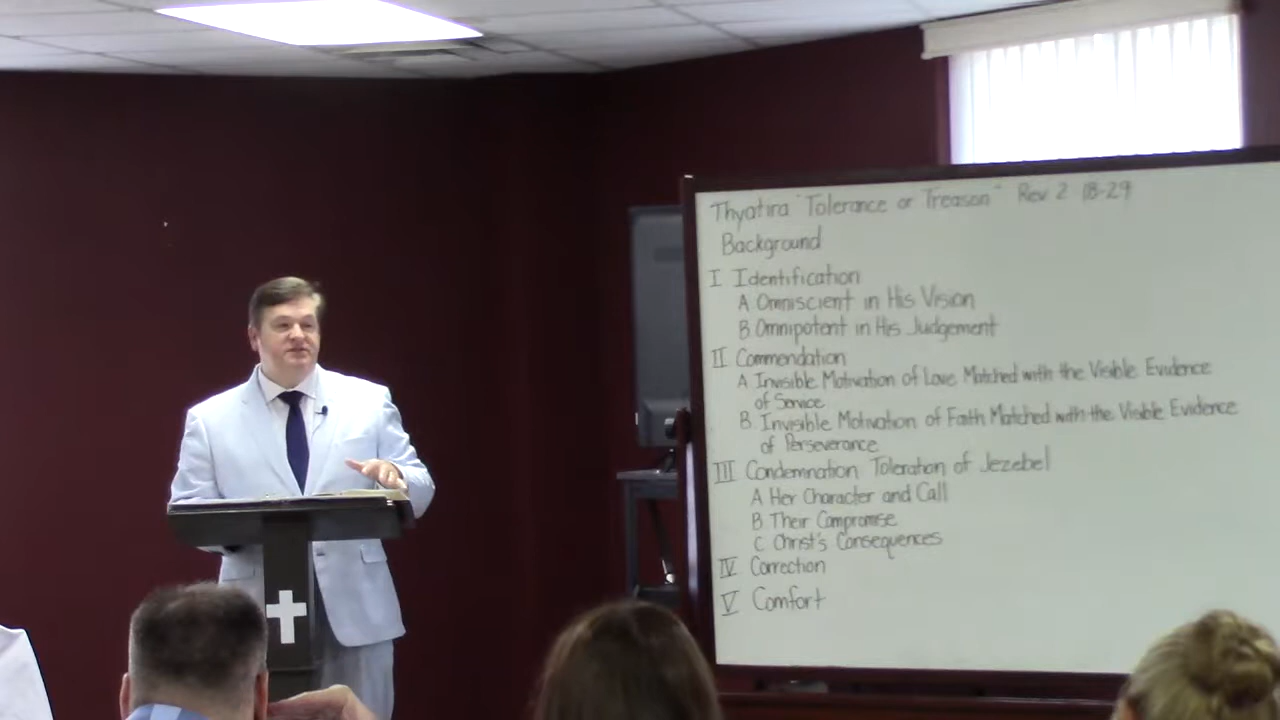 Thyatira "Tolerance or Treason" Rev 2 18-29
Background
I Identification
A Omniscient in His Vision
B Omnipotent in His Judgement
II Commendation
A Invisible Motivation of Love Matched with the Visible Evidence
of Service
B. Invisible Motivation of Faith Matched with the Visible Evidence
of Perseverance
III Condemnation Toleration of Jezebel
A Her Character and Call
B Their Compromise
C Christ's Consequences
IV Correction
V Comfort